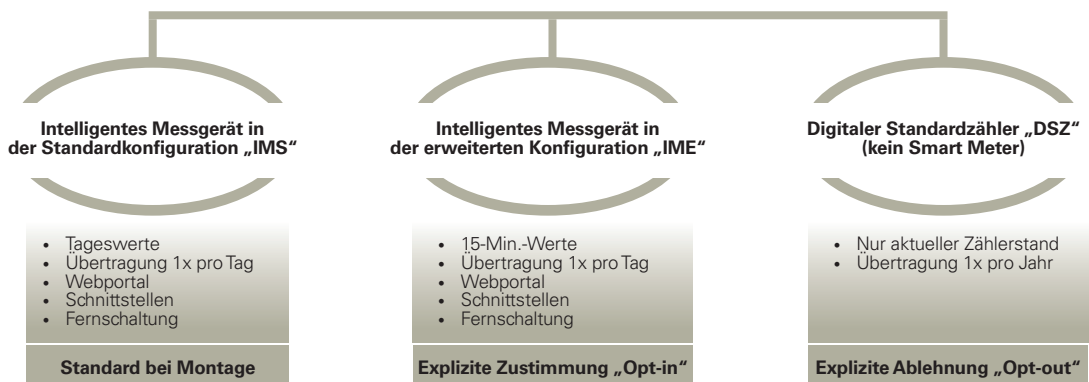 Intelligentes Messgerät in
der Standardkonfiguration „IMS“
• Tageswerte
• Übertragung 1x pro Tag
• Webportal
• Schnittstellen
• Fernschaltung
Standard bei Montage
Intelligentes Messgerät in
der erweiterten Konfiguration „IME“
• 15-Min.-Werte
• Übertragung 1x pro Tag
• Webportal
• Schnittstellen
• Fernschaltung
Explizite Zustimmung „Opt-in“
Digitaler Standardzähler „DSZ“
(kein Smart Meter)
• Nur aktueller Zählerstand
• Übertragung 1x pro Jahr
Explizite Ablehnung „Opt-out“